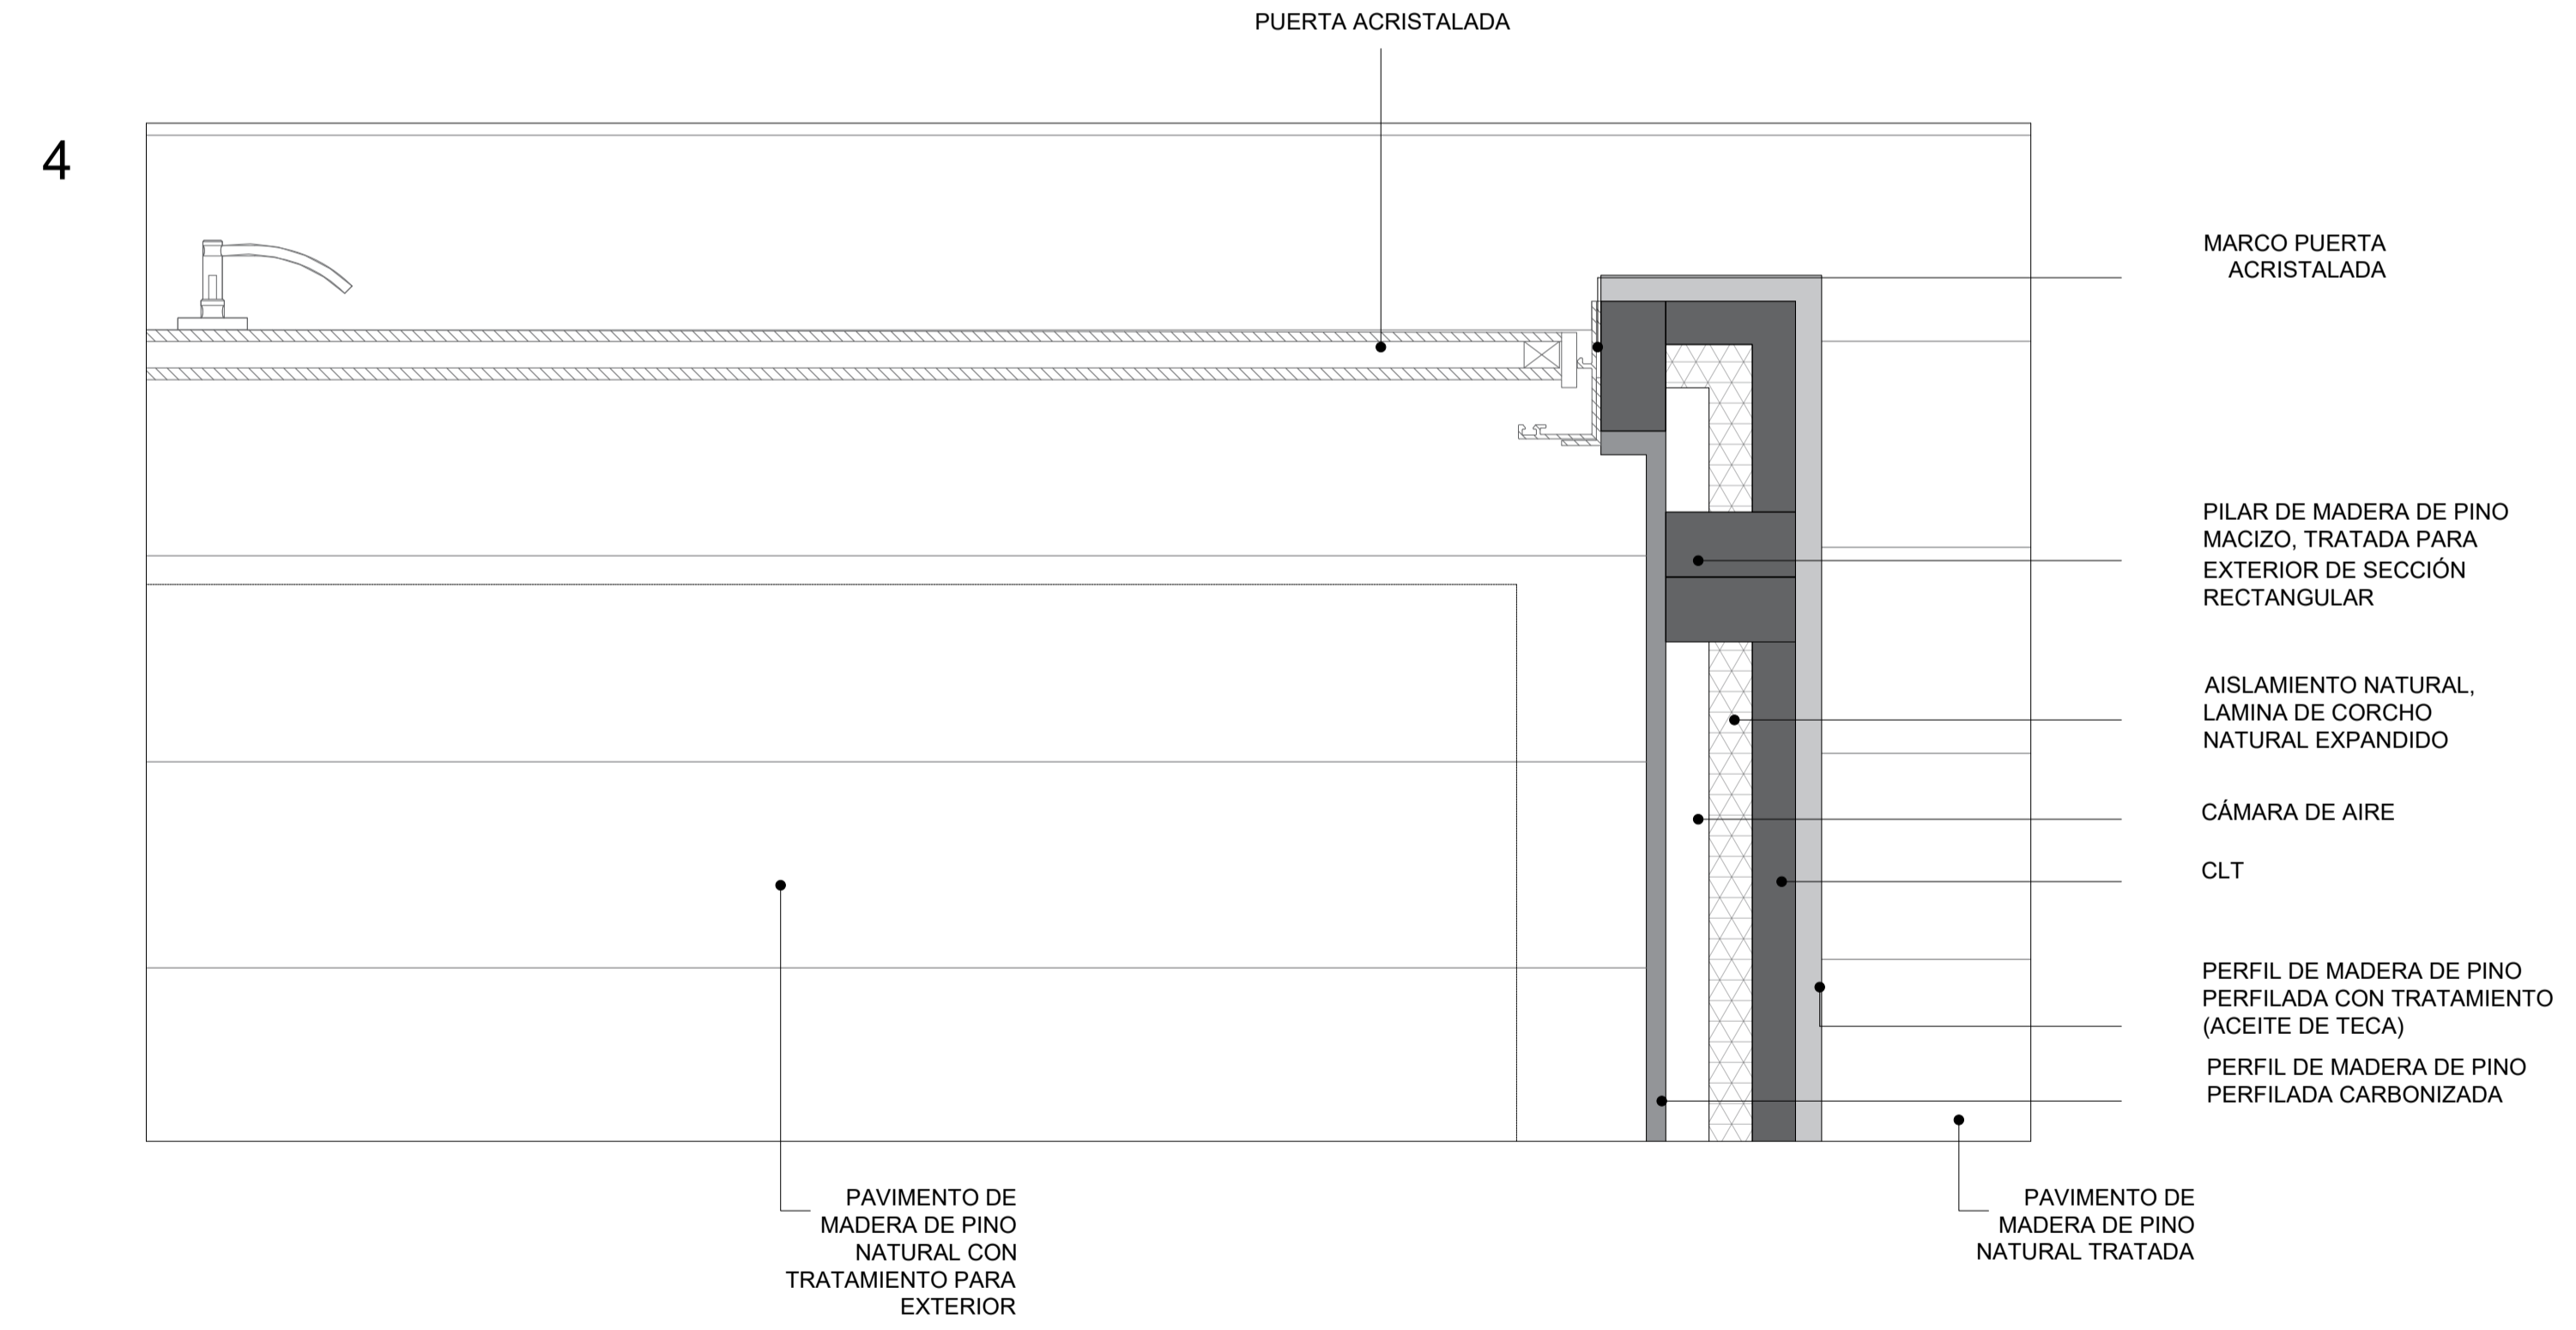 PUERTA ACRISTALADA
4
MARCO PUERTA
ACRISTALADA
PILAR DE MADERA DE PINO
MACIZO, TRATADA PARA
EXTERIOR DE SECCIÓN
RECTANGULAR
AISLAMIENTO NATURAL,
LAMINA DE CORCHO
NATURAL EXPANDIDO
CÁMARA DE AIRE
CLT
PERFIL DE MADERA DE PINO
PERFILADA CON TRATAMIENTO
(ACEITE DE TECA)
PERFIL DE MADERA DE PINO
PERFILADA CARBONIZADA
PAVIMENTO DE
MADERA DE PINO
NATURAL CON
TRATAMIENTO PARA
EXTERIOR
PAVIMENTO DE
MADERA DE PINO
NATURAL TRATADA